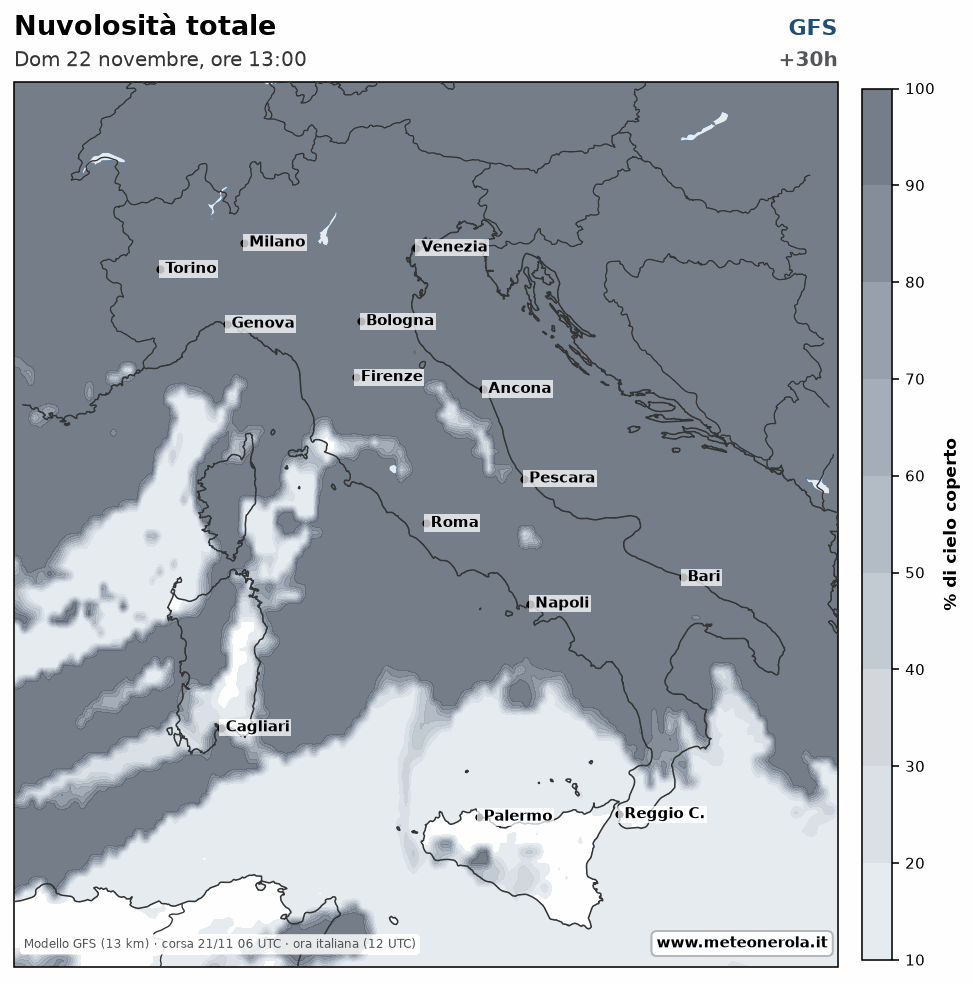 Nuvolosità totale
GFS
Dom 22 novembre, ore 13:00
+30h
Milano
Venezia
Torino
Genova
Bologna
Firenze
Ancona
Pescara
Roma
Bari
Napoli
Cagliari
Palermo
Reggio C.
Modello GFS (13 km) · corsa 21/11 06 UTC · ora italiana (12 UTC)
www.meteonerola.it
100
90
80
70
60
50
40
30
20
10
% di cielo coperto